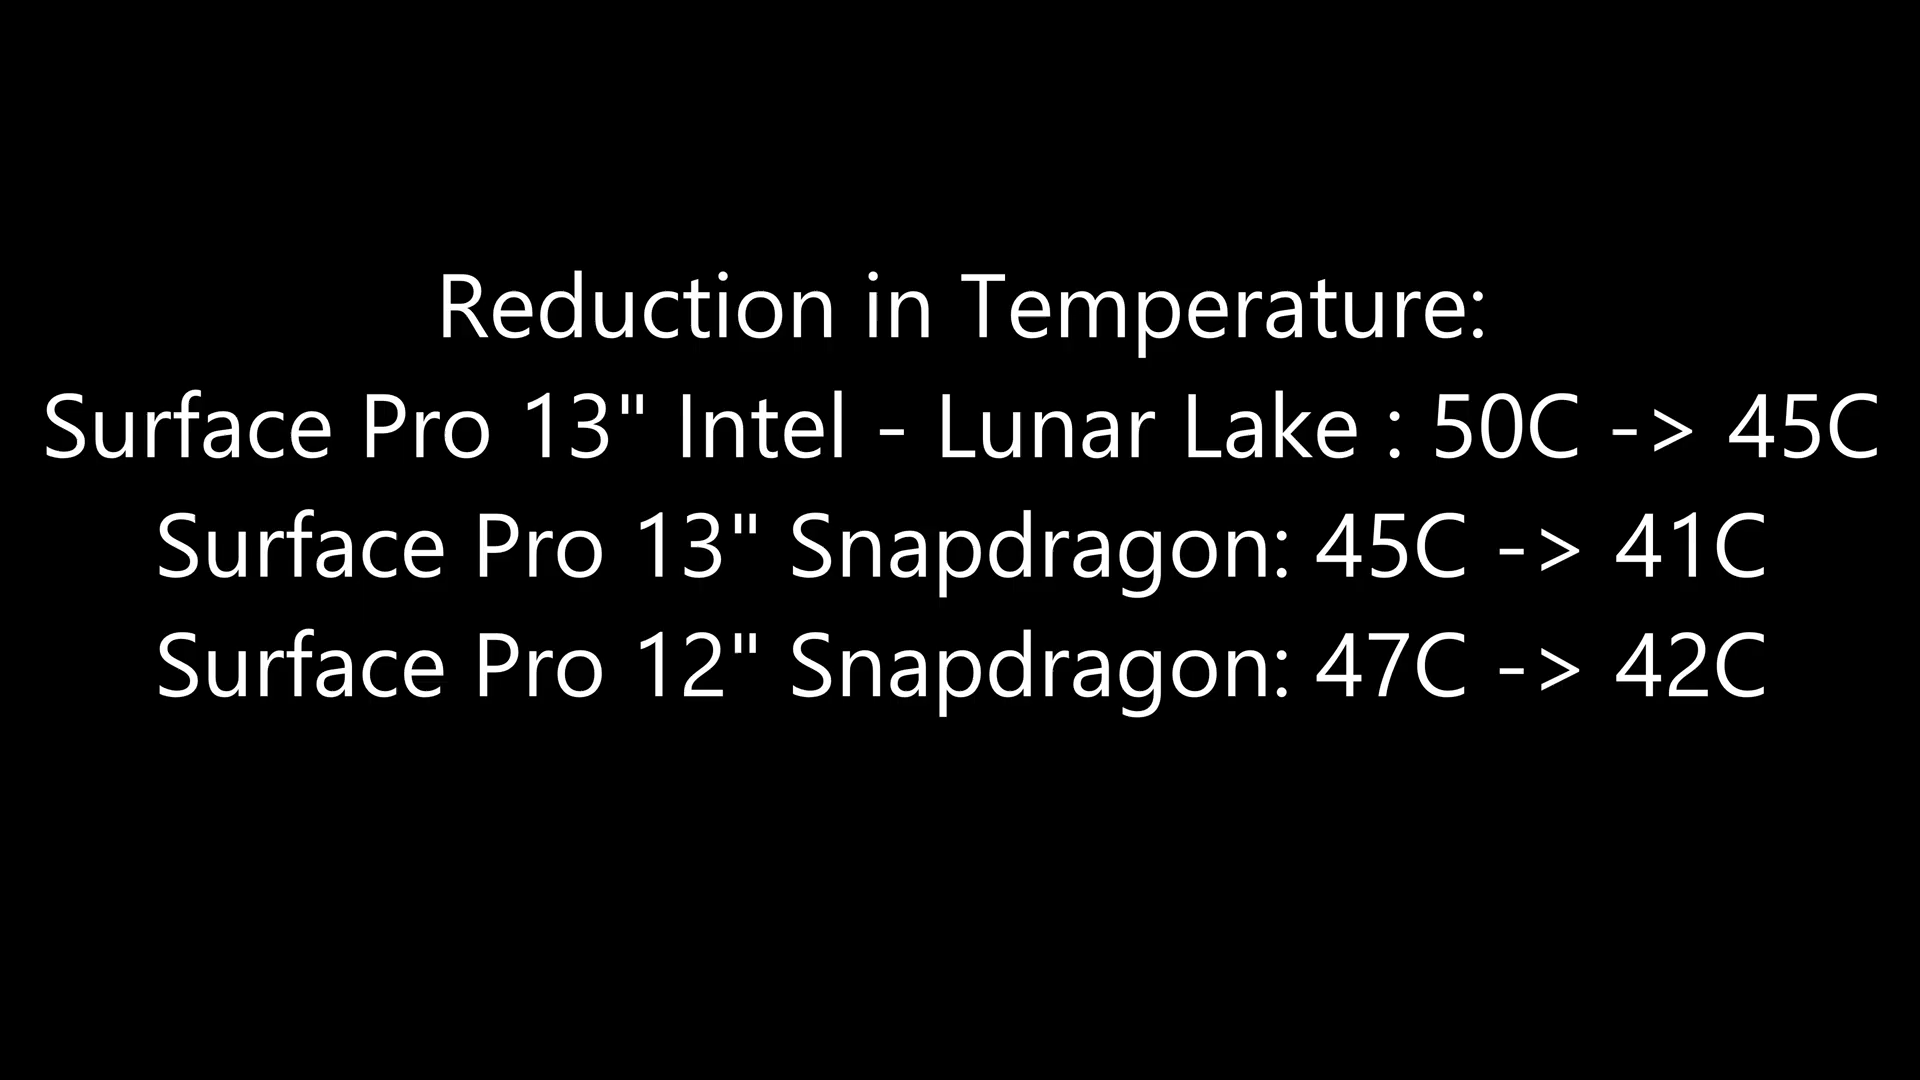 Reduction in Temperature:
Surface Pro 13" Intel - Lunar Lake : 50C -> 45C
Surface Pro 13" Snapdragon: 45C -> 41C
Surface Pro 12" Snapdragon: 47C -> 42C